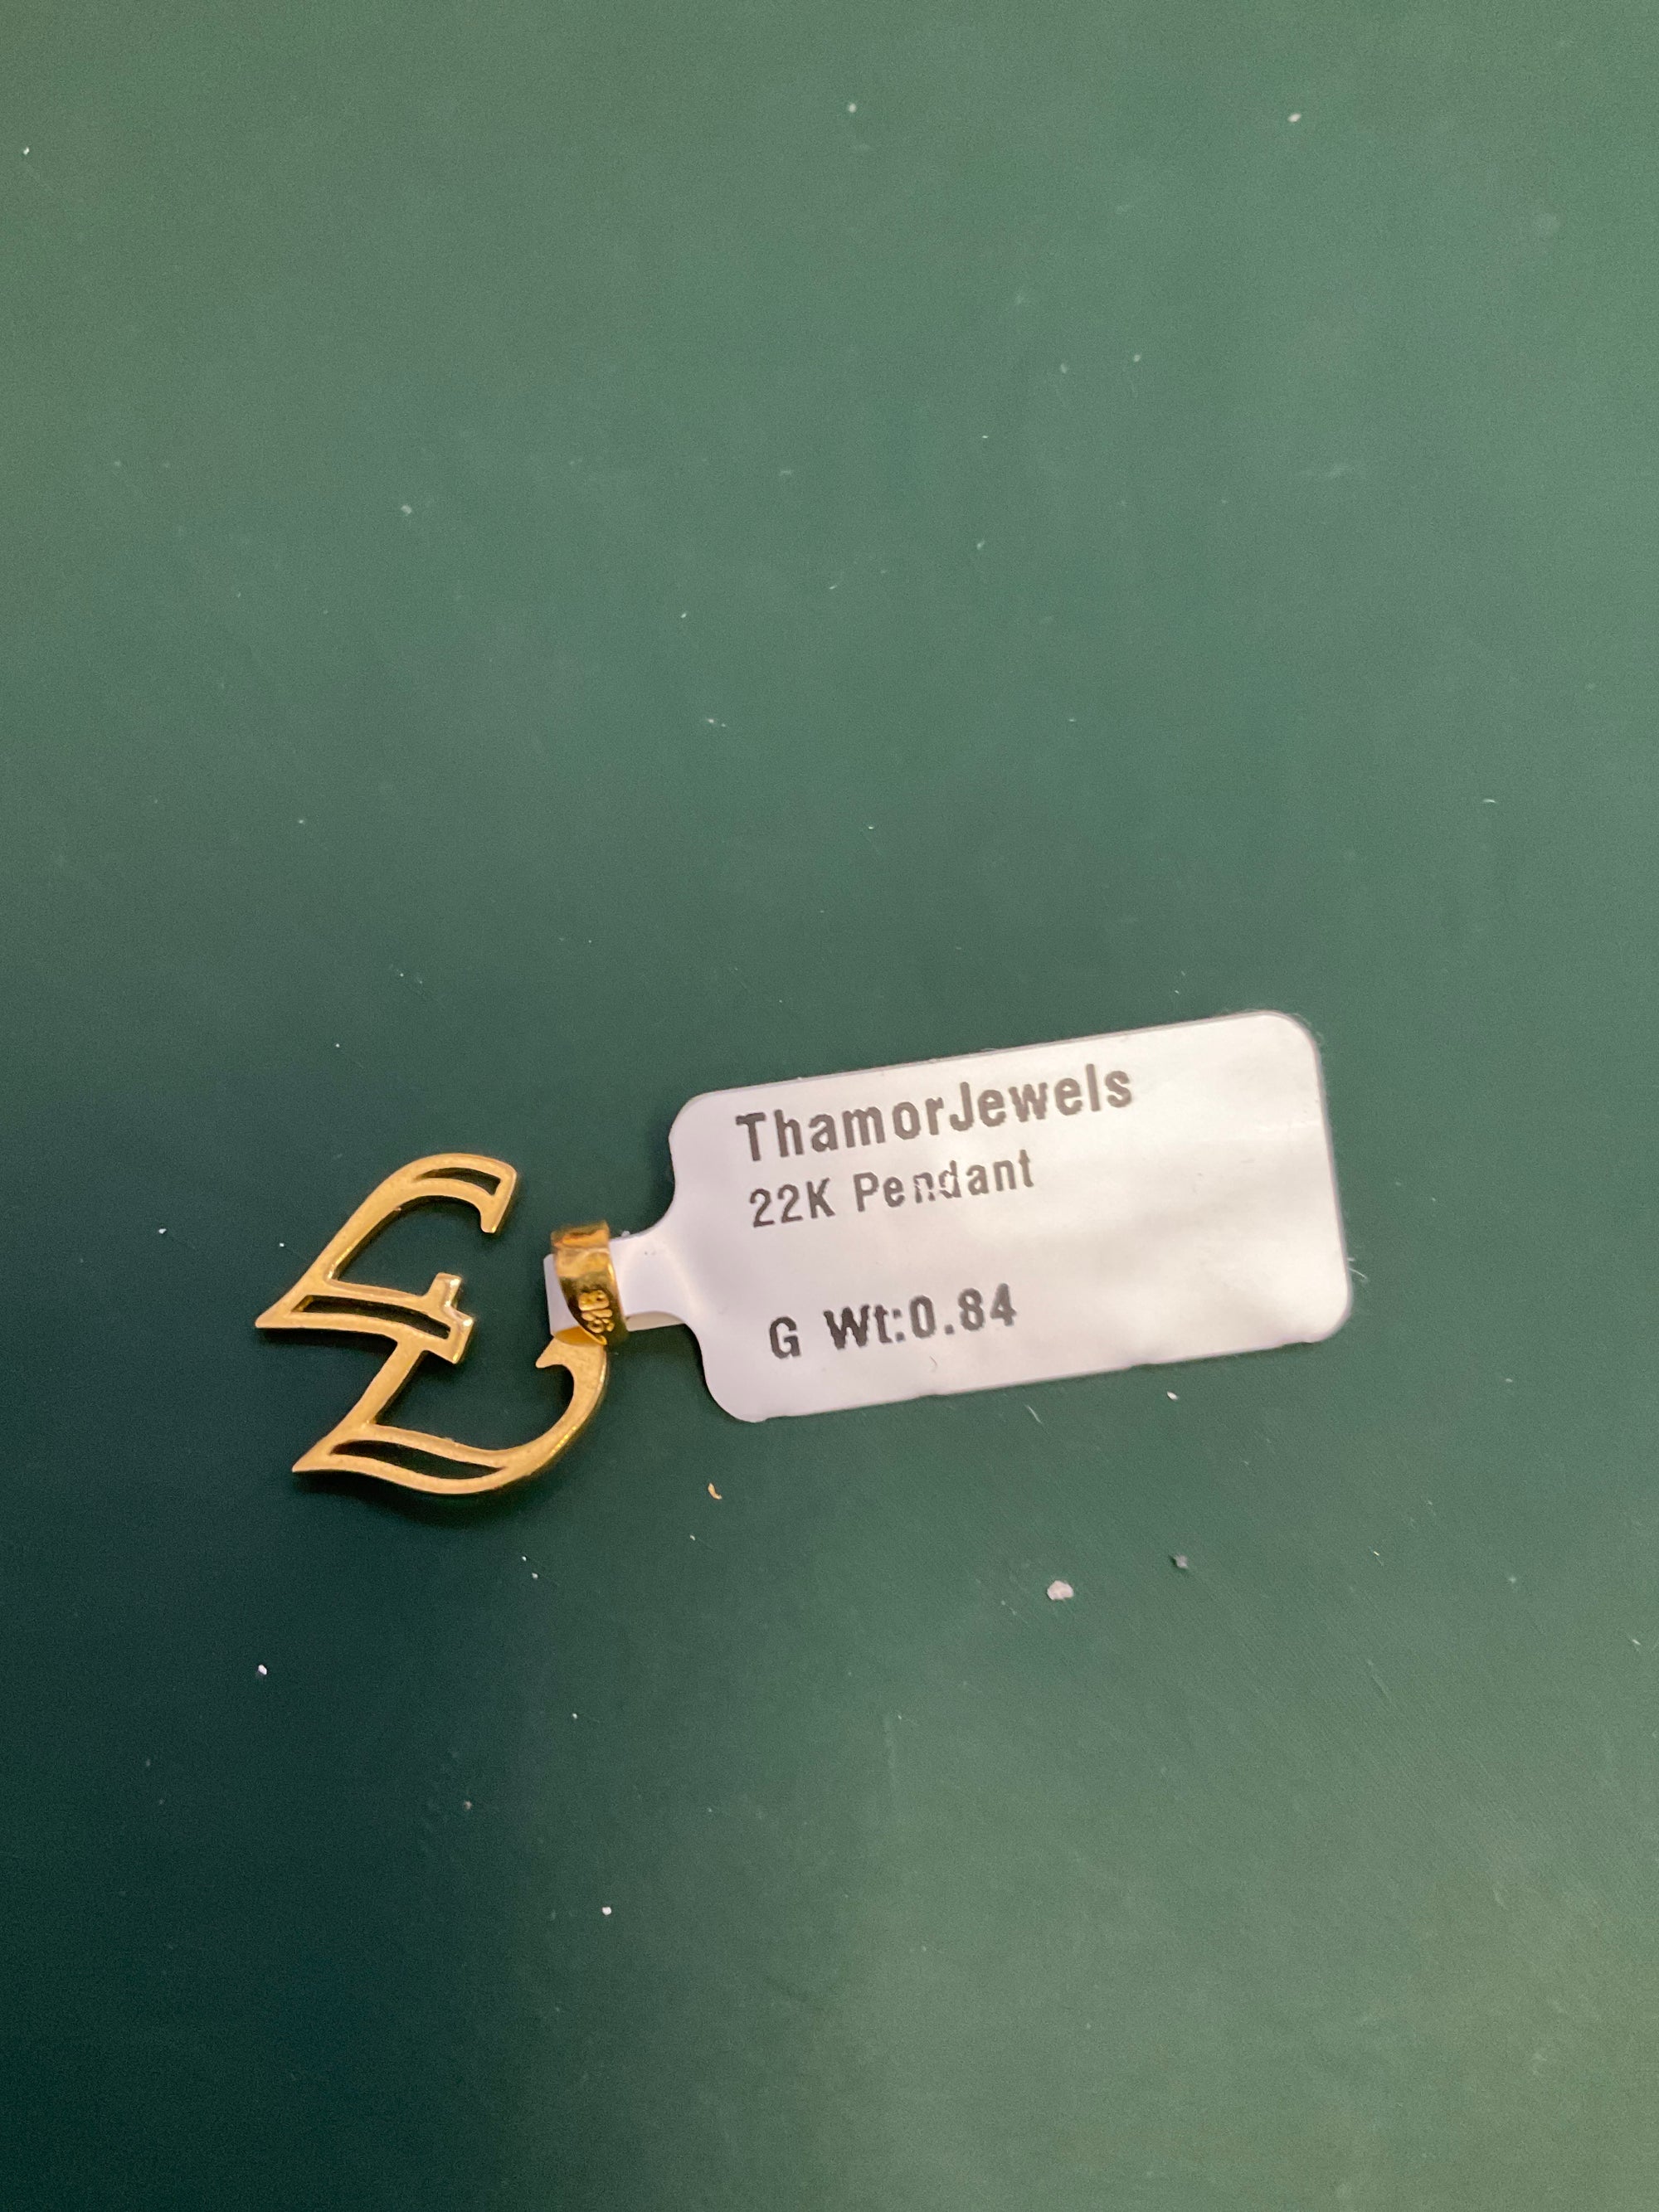 ThamorJewels
22K Pendant
G Wt:0.84
916